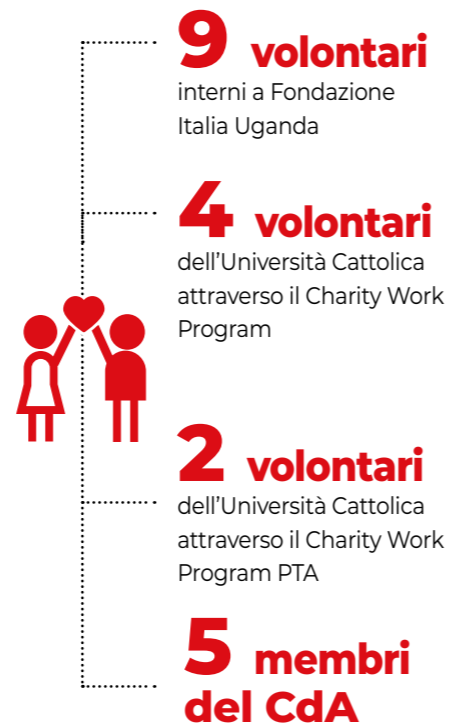 9 volontari
interni a Fondazione
Italia Uganda
4 volontari
dell'Università Cattolica
attraverso il Charity Work
Program
2 volontari
dell'Università Cattolica
attraverso il Charity Work
Program PTA
5 membri
del CdA